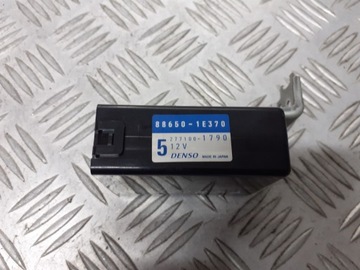 88650-1E370
5
277100-1790
12V
DENSO MADE IN JAPAN